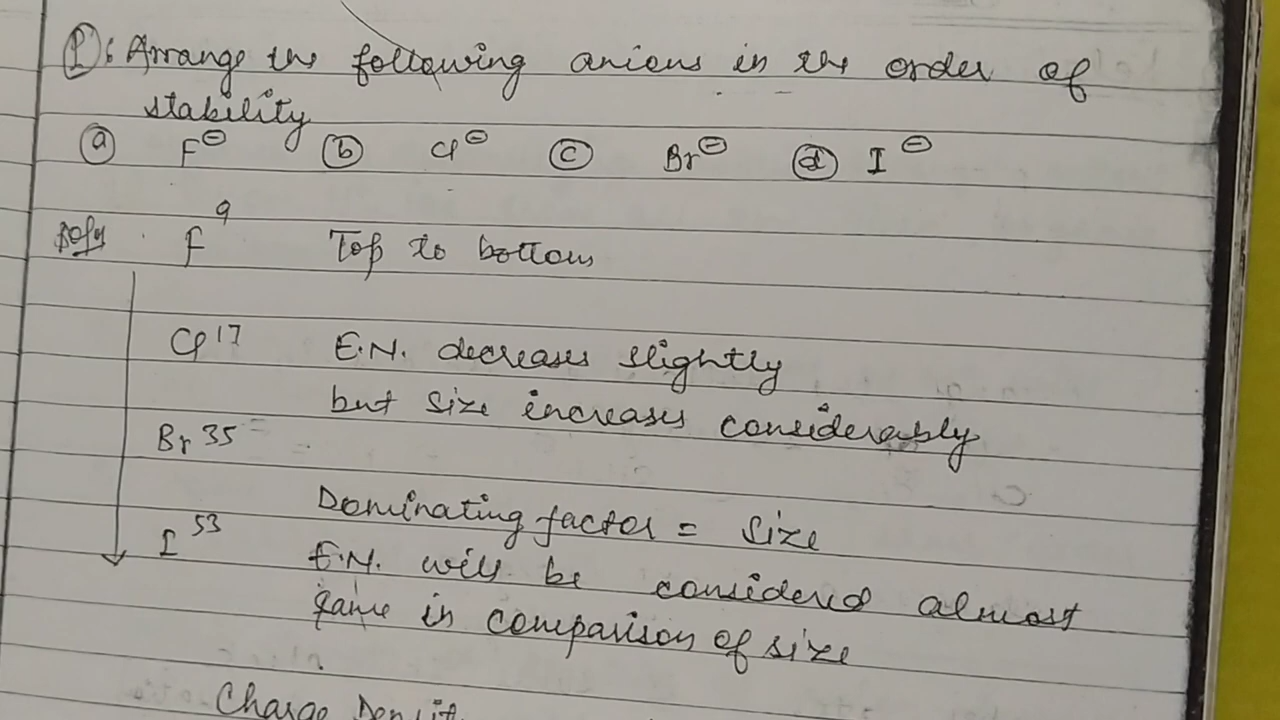 Q: Arrange the following anions in the order of
stability
a F⊖ b Cl⊖ c Br⊖ d I⊖
Soln F 9 Top to bottom
Cl 17 E.N. decreases slightly
but size increases considerably
Br 35
Dominating factor = size
I 53 E.N. will be considered almost
same in comparison of size
Charge Densit